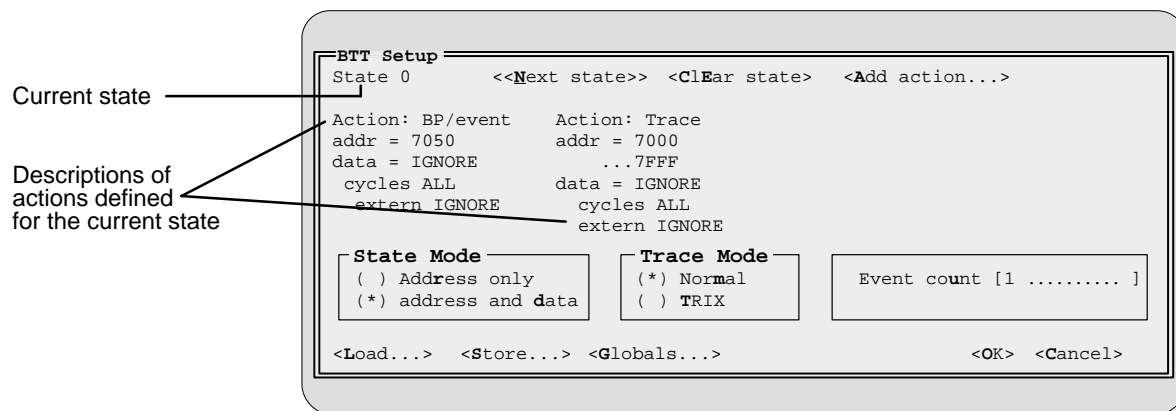 BTT Setup
State 0 <<Next state>> <ClEar state> <Add action...>
Current state
Action: BP/event Action: Trace
addr = 7050 addr = 7000
data = IGNORE ...7FFF
cycles ALL data = IGNORE
extern IGNORE cycles ALL
extern IGNORE
Descriptions of
actions defined
for the current state
State Mode Trace Mode
( ) Address only (*) Normal Event count [1 .......... ]
(*) address and data ( ) TRIX
<Load...> <Store...> <Globals...> <OK> <Cancel>